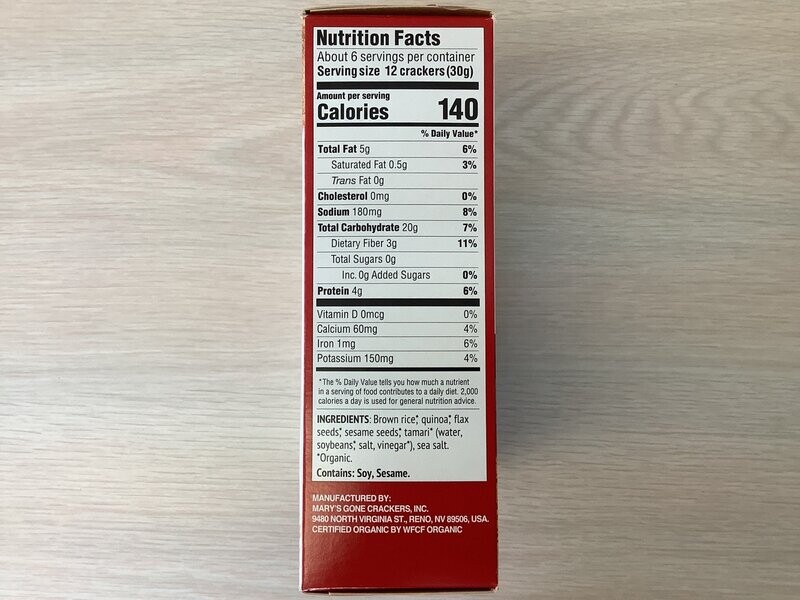 Nutrition Facts
About 6 servings per container
Serving size 12 crackers (30g)
Amount per serving
Calories 140
% Daily Value*
Total Fat 5g 6%
Saturated Fat 0.5g 3%
Trans Fat 0g
Cholesterol 0mg 0%
Sodium 180mg 8%
Total Carbohydrate 20g 7%
Dietary Fiber 3g 11%
Total Sugars 0g
Inc. 0g Added Sugars 0%
Protein 4g 6%
Vitamin D 0mcg 0%
Calcium 60mg 4%
Iron 1mg 6%
Potassium 150mg 4%
*The % Daily Value tells you how much a nutrient
in a serving of food contributes to a daily diet. 2,000
calories a day is used for general nutrition advice.
INGREDIENTS: Brown rice*, quinoa*, flax
seeds*, sesame seeds*, tamari* (water,
soybeans*, salt, vinegar*), sea salt.
*Organic.
Contains: Soy, Sesame.
MANUFACTURED BY:
MARY'S GONE CRACKERS, INC.
9480 NORTH VIRGINIA ST., RENO, NV 89506, USA.
CERTIFIED ORGANIC BY WFCF ORGANIC